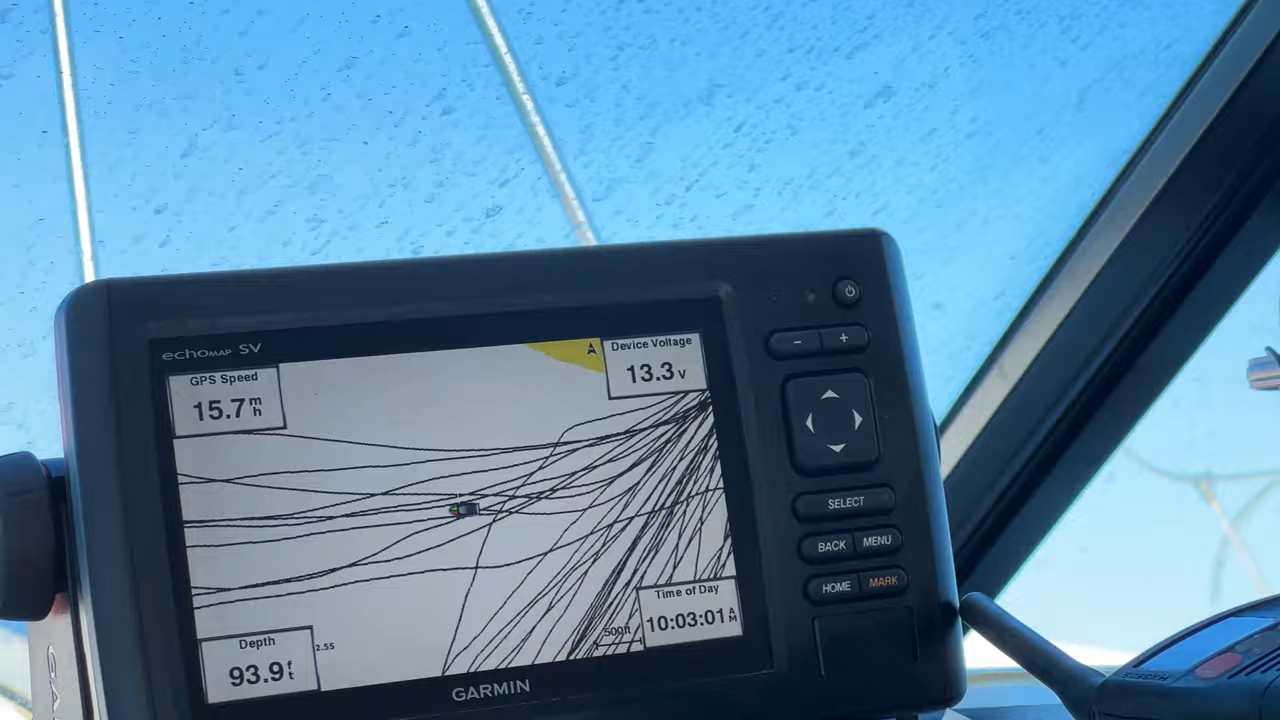 echoMAP SV
GPS Speed
15.7 mh
Device Voltage
13.3 V
Depth
93.9 ft
2.5S
500ft
Time of Day
10:03:01 AM
GARMIN
- +
SELECT
BACK MENU
HOME MARK